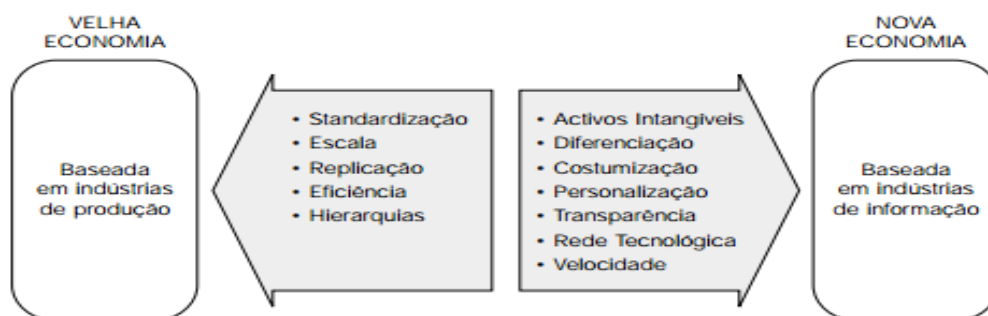 VELHA
ECONOMIA
Baseada
em indústrias
de produção
• Standardização
• Escala
• Replicação
• Eficiência
• Hierarquias
• Activos Intangíveis
• Diferenciação
• Costumização
• Personalização
• Transparência
• Rede Tecnológica
• Velocidade
NOVA
ECONOMIA
Baseada
em indústrias
de informação